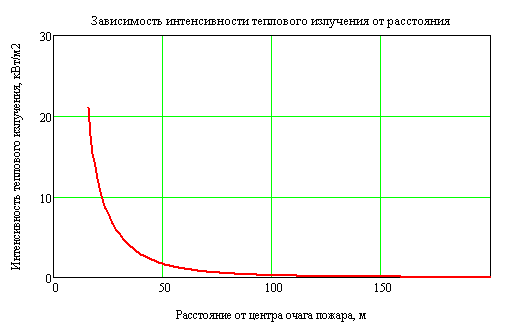 Зависимость интенсивности теплового излучения от расстояния
Интенсивность теплового излучения, кВт/м2
30
20
10
0
0 50 100 150
Расстояние от центра очага пожара, м